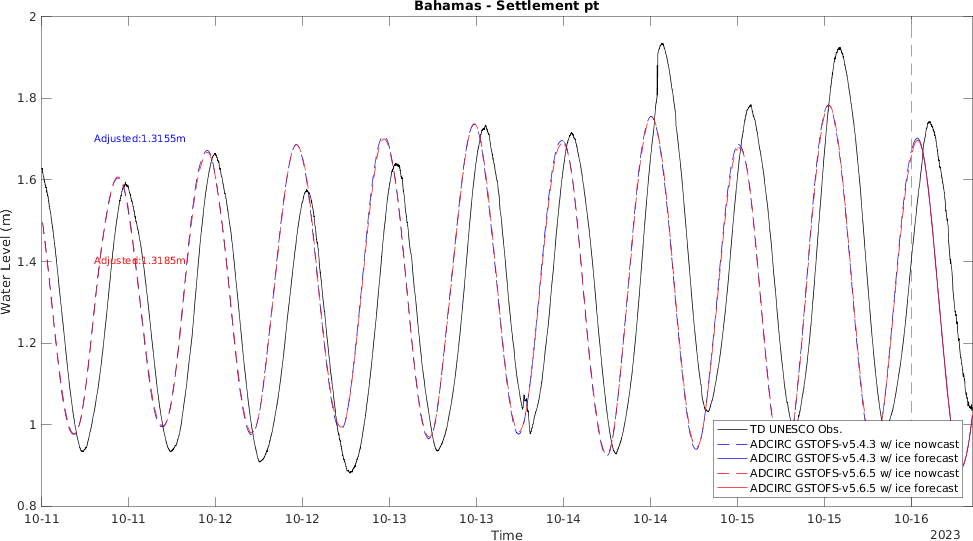 Bahamas - Settlement pt
2
1.8
1.6
1.4
1.2
1
0.8
Water Level (m)
Adjusted:1.3155m
Adjusted:1.3185m
TD UNESCO Obs.
ADCIRC GSTOFS-v5.4.3 w/ ice nowcast
ADCIRC GSTOFS-v5.4.3 w/ ice forecast
ADCIRC GSTOFS-v5.6.5 w/ ice nowcast
ADCIRC GSTOFS-v5.6.5 w/ ice forecast
10-11 10-11 10-12 10-12 10-13 10-13 10-14 10-14 10-15 10-15 10-16
Time
2023